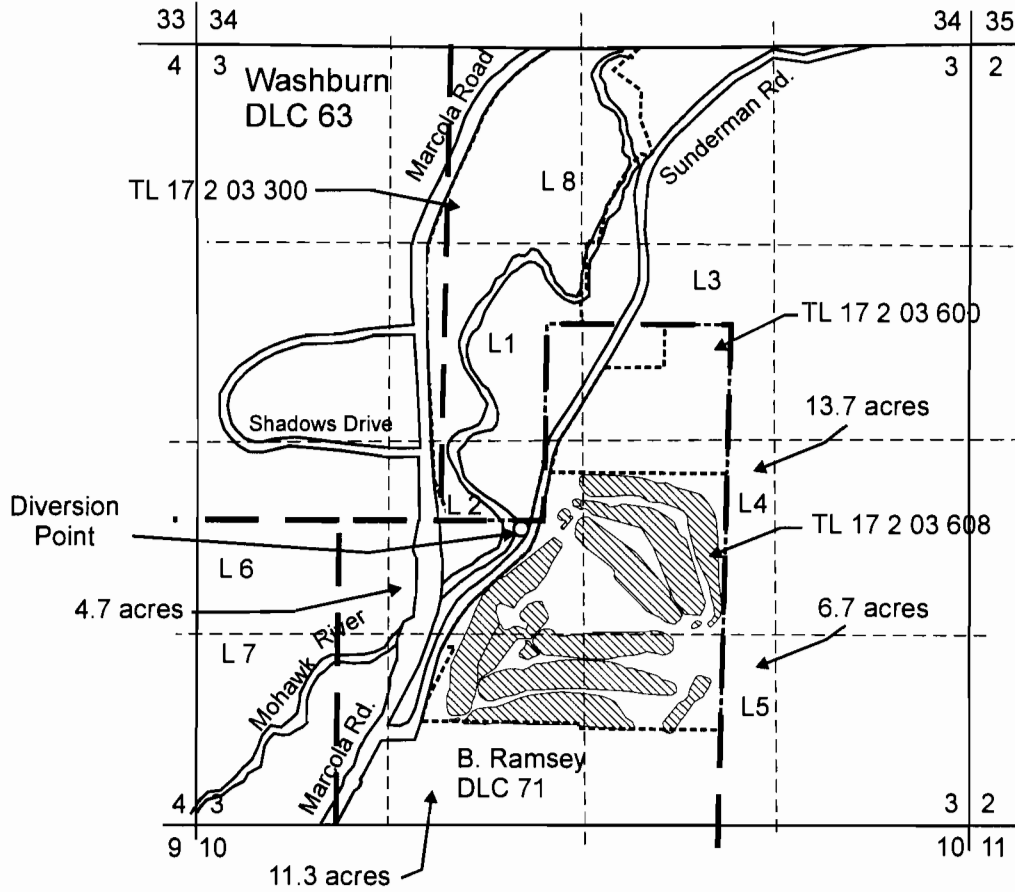 33 34
34 35
4 3
3 2
Washburn
DLC 63
Marcola Road
Sunderman Rd.
TL 17 2 03 300
L 8
L3
TL 17 2 03 600
L1
13.7 acres
Shadows Drive
L 2
L4
Diversion
Point
TL 17 2 03 608
L 6
4.7 acres
6.7 acres
L 7
Mohawk River
L5
Marcola Rd.
B. Ramsey
DLC 71
4 3
3 2
9 10
10 11
11.3 acres